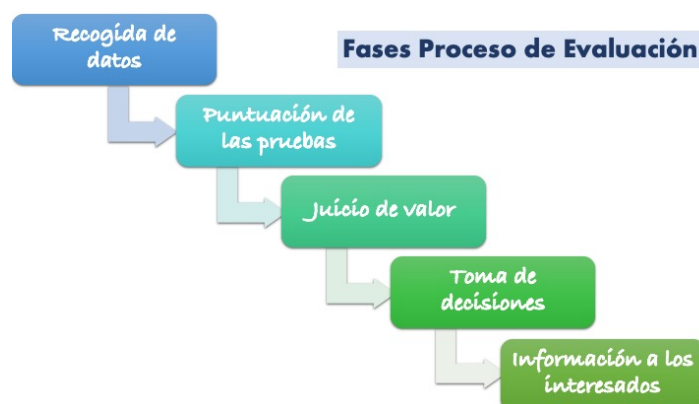 Recogida de
datos
Fases Proceso de Evaluación
Puntuación de
las pruebas
Juicio de valor
Toma de
decisiones
Información a los
interesados